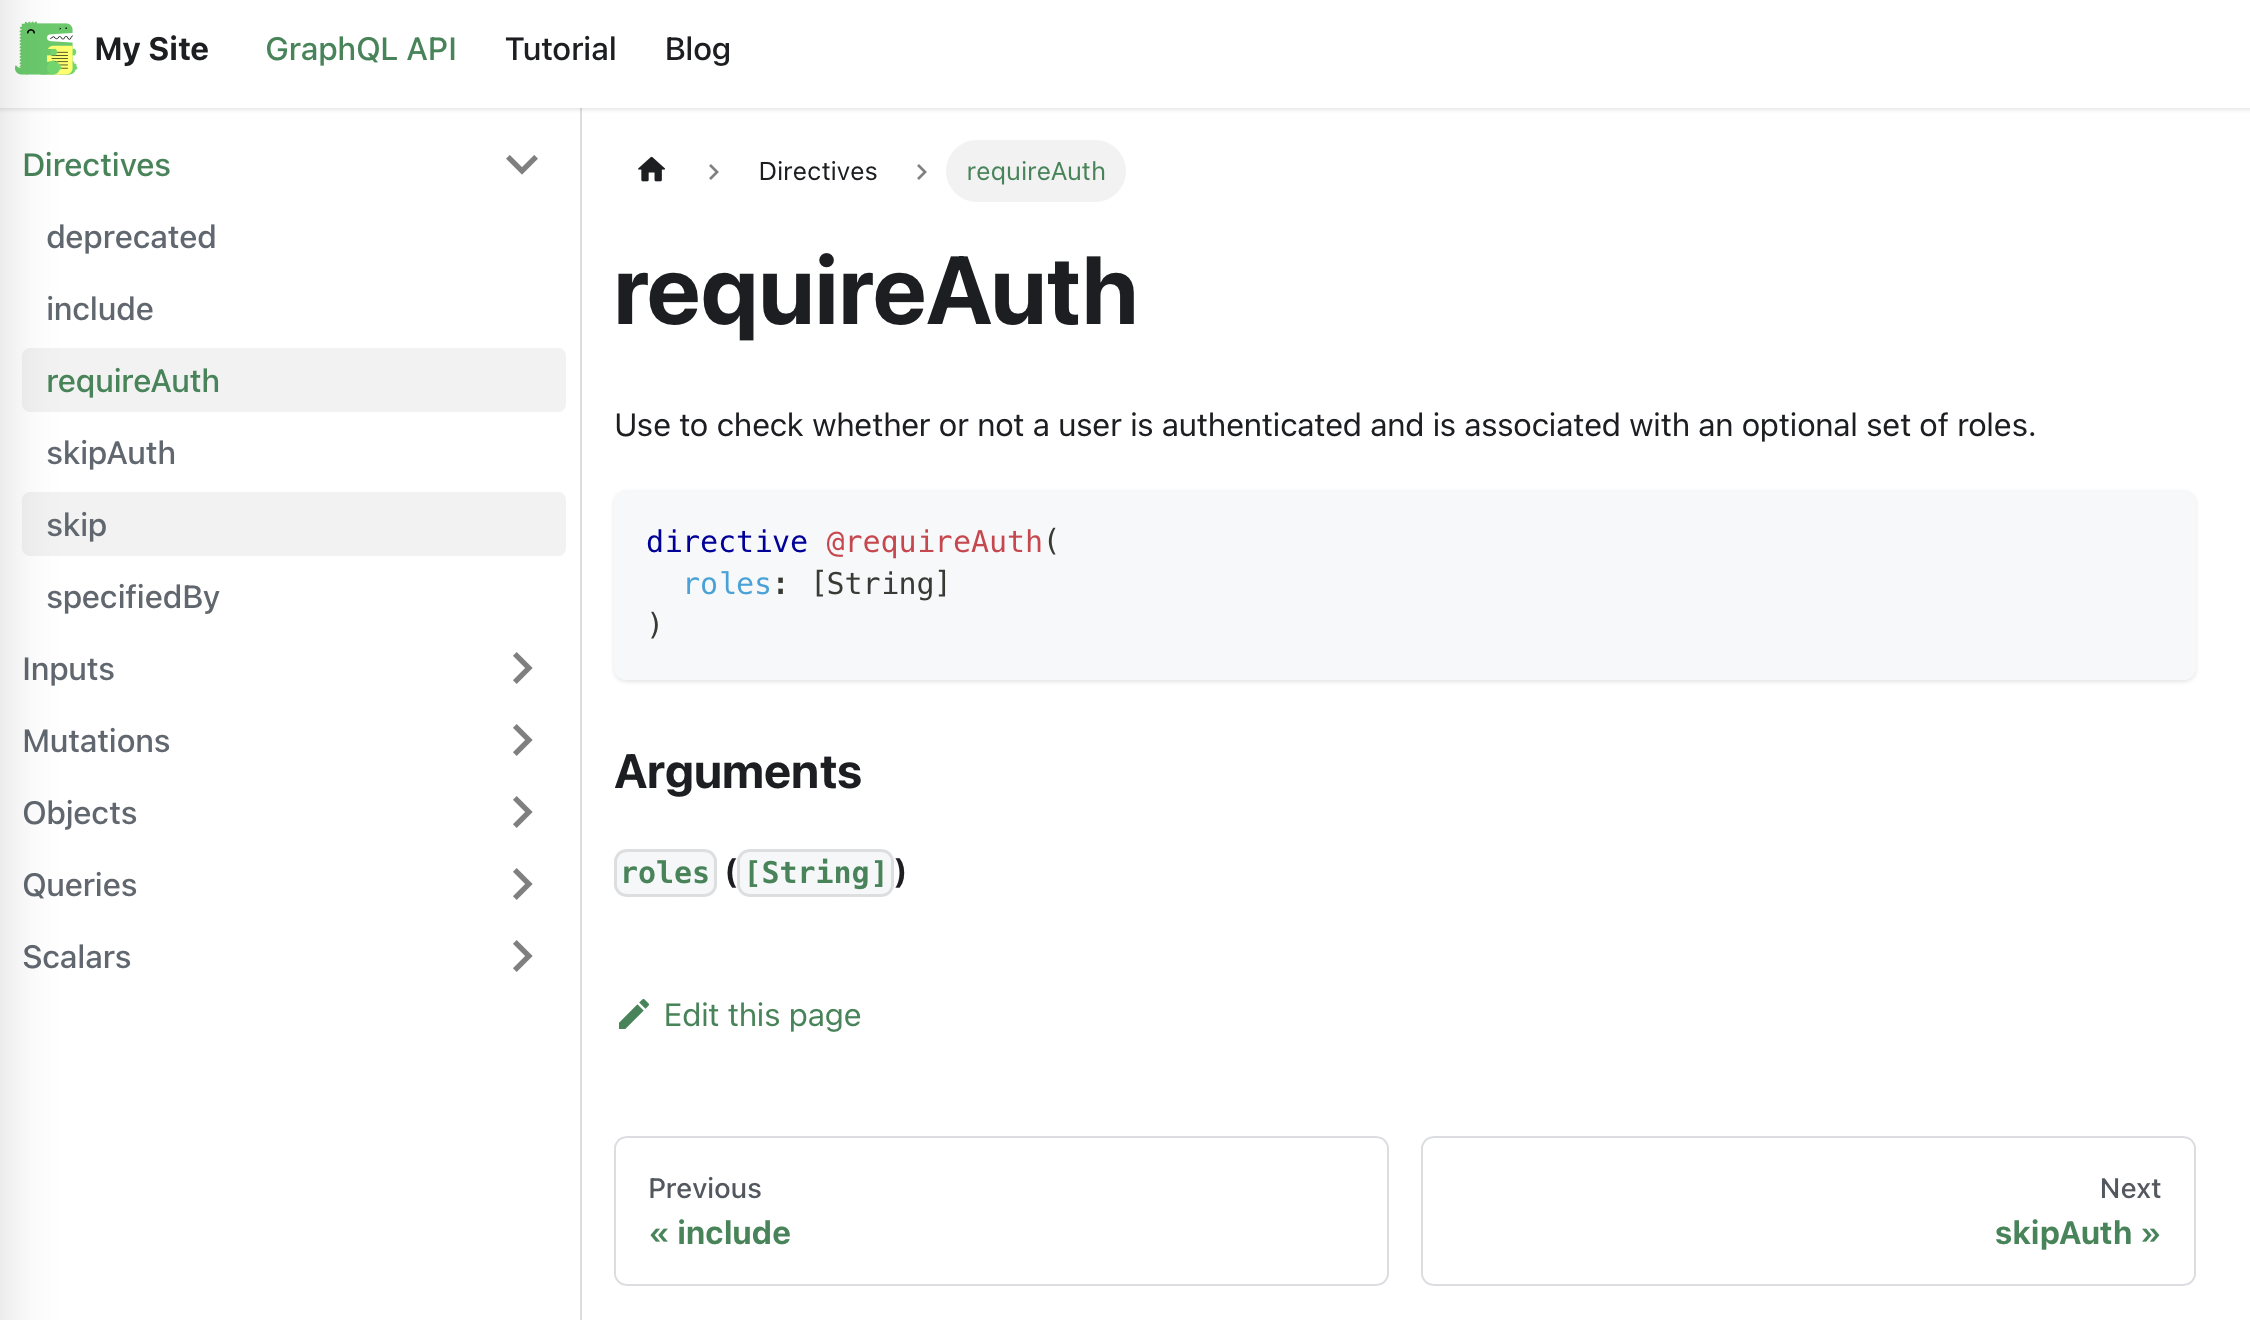 My Site
GraphQL API
Tutorial
Blog
Directives
deprecated
include
requireAuth
skipAuth
skip
specifiedBy
Inputs
Mutations
Objects
Queries
Scalars
Directives
requireAuth
requireAuth
Use to check whether or not a user is authenticated and is associated with an optional set of roles.
directive @requireAuth(
  roles: [String]
)
Arguments
roles ([String])
Edit this page
Previous
« include
Next
skipAuth »